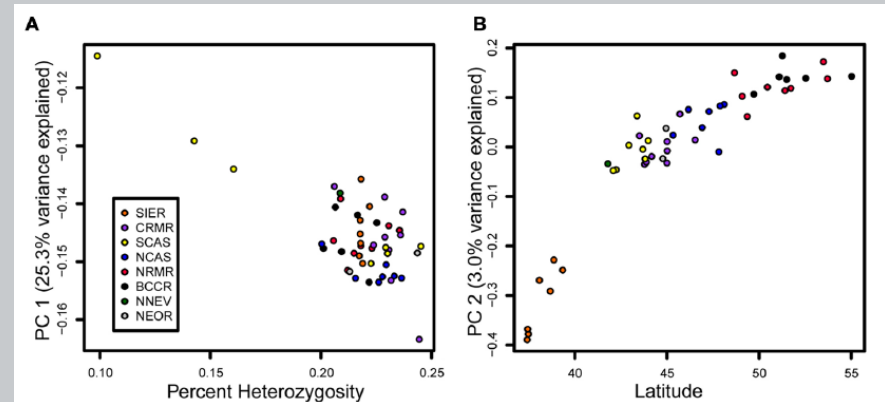 A
PC 1 (25.3% variance explained)
−0.12
−0.13
−0.14
−0.15
−0.16
SIER
CRMR
SCAS
NCAS
NRMR
BCCR
NNEV
NEOR
0.10
0.15
0.20
0.25
Percent Heterozygosity
B
PC 2 (3.0% variance explained)
0.2
0.1
0.0
−0.1
−0.2
−0.3
−0.4
40
45
50
55
Latitude